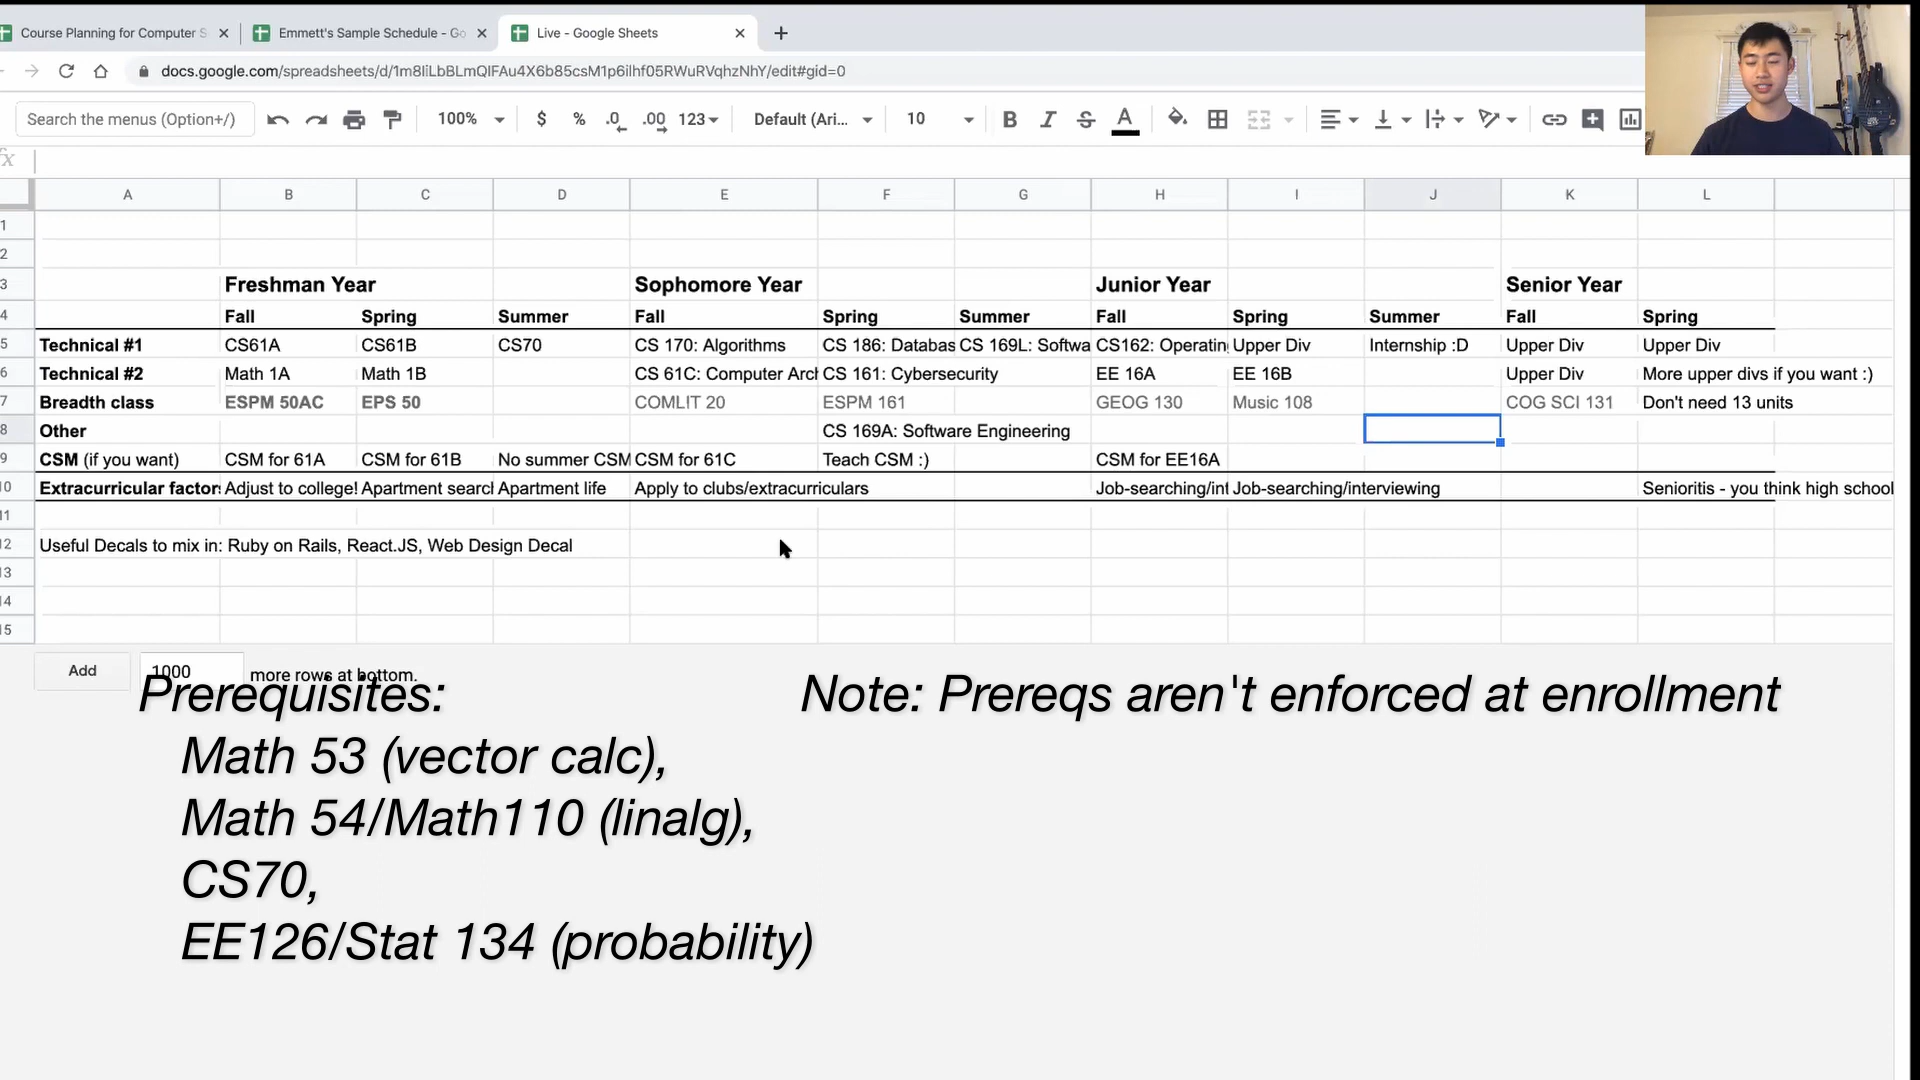 Course Planning for Computer S
Emmett's Sample Schedule - Go
Live - Google Sheets
docs.google.com/spreadsheets/d/1m8IiLbBLmQIFAu4X6b85csM1p6ilhf05RWuRVqhzNhY/edit#gid=0
Search the menus (Option+/) 100% $ % .0 .00 123 Default (Ari... 10 B I S A
fx
A B C D E F G H I J K L
1
2
3 Freshman Year Sophomore Year Junior Year Senior Year
4 Fall Spring Summer Fall Spring Summer Fall Spring Summer Fall Spring
5 Technical #1 CS61A CS61B CS70 CS 170: Algorithms CS 186: Databas CS 169L: Softwa CS162: Operatin Upper Div Internship :D Upper Div Upper Div
6 Technical #2 Math 1A Math 1B CS 61C: Computer Arch CS 161: Cybersecurity EE 16A EE 16B Upper Div More upper divs if you want :)
7 Breadth class ESPM 50AC EPS 50 COMLIT 20 ESPM 161 GEOG 130 Music 108 COG SCI 131 Don't need 13 units
8 Other CS 169A: Software Engineering
9 CSM (if you want) CSM for 61A CSM for 61B No summer CSM CSM for 61C Teach CSM :) CSM for EE16A
10 Extracurricular factors Adjust to college! Apartment search Apartment life Apply to clubs/extracurriculars Job-searching/int Job-searching/interviewing Senioritis - you think high school
11
12 Useful Decals to mix in: Ruby on Rails, React.JS, Web Design Decal
13
14
15
Add 1000 more rows at bottom.
Prerequisites:
Math 53 (vector calc),
Math 54/Math110 (linalg),
CS70,
EE126/Stat 134 (probability)
Note: Prereqs aren't enforced at enrollment